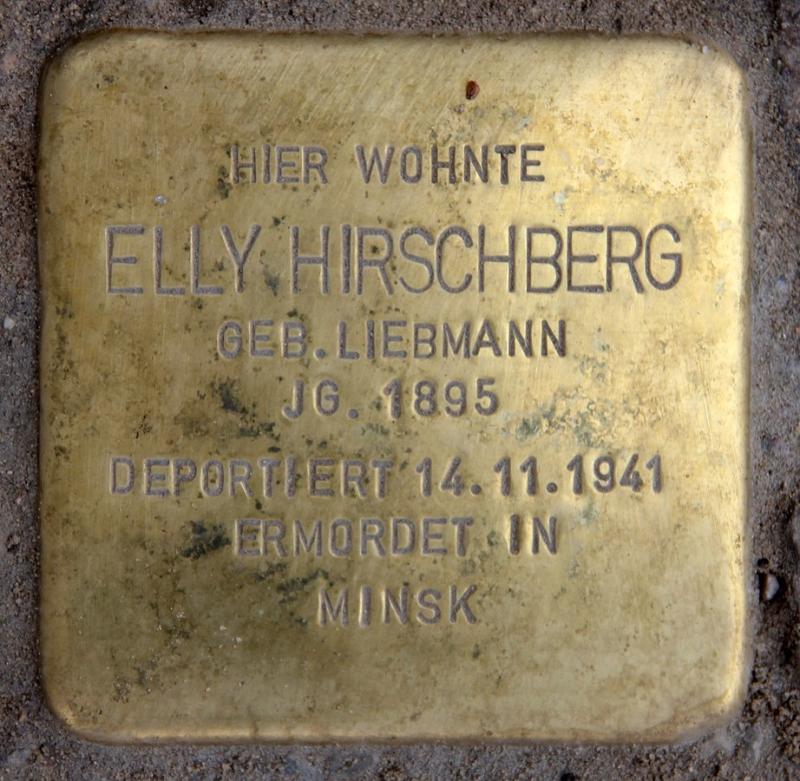 HIER WOHNTE
ELLY HIRSCHBERG
GEB. LIEBMANN
JG. 1895
DEPORTIERT 14.11.1941
ERMORDET IN
MINSK